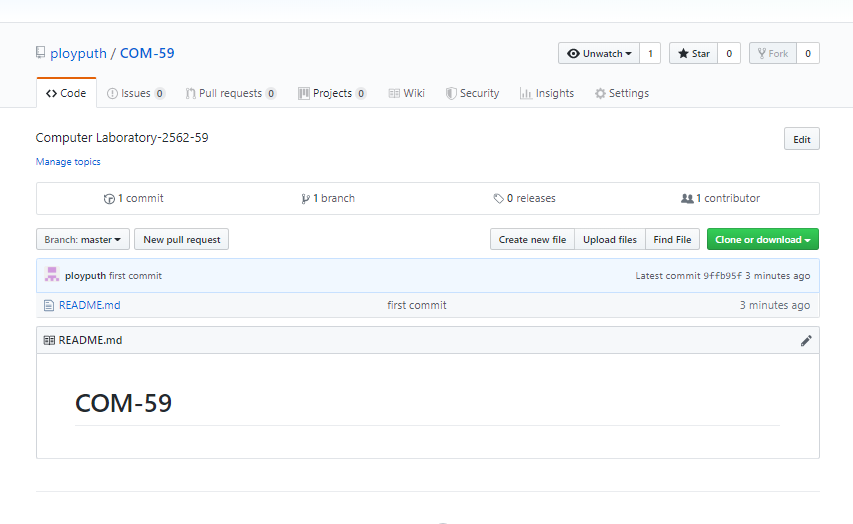 ployputh / COM-59
Unwatch 1 Star 0 Fork 0
Code Issues 0 Pull requests 0 Projects 0 Wiki Security Insights Settings
Computer Laboratory-2562-59
Edit
Manage topics
1 commit 1 branch 0 releases 1 contributor
Branch: master New pull request Create new file Upload files Find File Clone or download
ployputh first commit Latest commit 9ffb95f 3 minutes ago
README.md first commit 3 minutes ago
README.md
COM-59